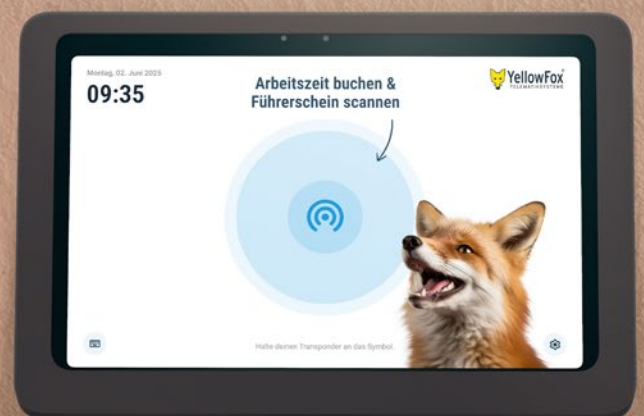 Montag, 02. Juni 2025
09:35
Arbeitszeit buchen &
Führerschein scannen
YellowFox
TELEMATIKSYSTEME
Halte deinen Transponder an das Symbol.